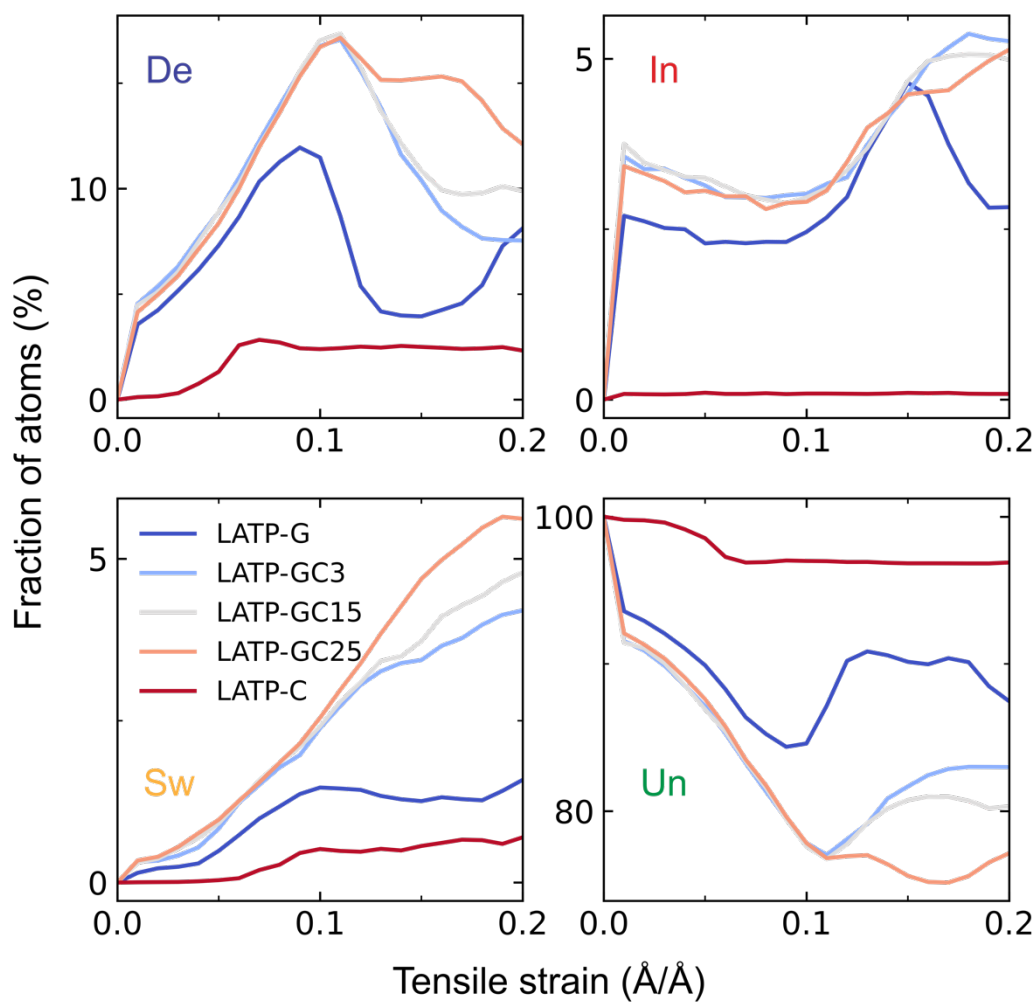 Fraction of atoms (%)
De
10
0
0.0
0.1
0.2
In
5
0
0.0
0.1
0.2
5
0
LATP-G
LATP-GC3
LATP-GC15
LATP-GC25
LATP-C
Sw
0.0
0.1
0.2
100
80
Un
0.0
0.1
0.2
Tensile strain (Å/Å)